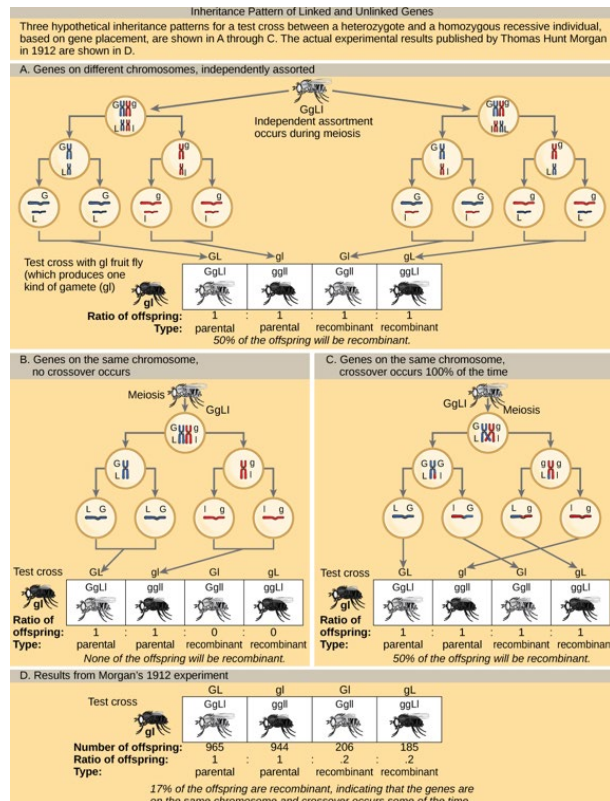 Inheritance Pattern of Linked and Unlinked Genes
Three hypothetical inheritance patterns for a test cross between a heterozygote and a homozygous recessive individual,
based on gene placement, are shown in A through C. The actual experimental results published by Thomas Hunt Morgan
in 1912 are shown in D.
A. Genes on different chromosomes, independently assorted
GgLl
Independent assortment
occurs during meiosis
G g
L l
G g
l L
G
L
g
l
G
l
g
L
G
L
G
L
g
l
g
l
G
l
G
l
g
L
g
L
GL gl Gl gL
Test cross with gl fruit fly
(which produces one
kind of gamete (gl)
gl
GgLl ggll Ggll ggLl
Ratio of offspring: 1 : 1 : 1 : 1
Type: parental parental recombinant recombinant
50% of the offspring will be recombinant.
B. Genes on the same chromosome,
no crossover occurs
Meiosis
GgLl
G g
L l
G
L
g
l
L G
L G
l g
l g
GL gl Gl gL
Test cross
gl
GgLl ggll Ggll ggLl
Ratio of
offspring: 1 : 1 : 0 : 0
Type: parental parental recombinant recombinant
None of the offspring will be recombinant.
C. Genes on the same chromosome,
crossover occurs 100% of the time
GgLl
Meiosis
G g
L l
G G
L l
g g
L l
L G
l G
L g
l g
GL gl Gl gL
Test cross
gl
GgLl ggll Ggll ggLl
Ratio of
offspring: 1 : 1 : 1 : 1
Type: parental parental recombinant recombinant
50% of the offspring will be recombinant.
D. Results from Morgan's 1912 experiment
GL gl Gl gL
Test cross
gl
GgLl ggll Ggll ggLl
Number of offspring: 965 944 206 185
Ratio of offspring: 1 : 1 : .2 : .2
Type: parental parental recombinant recombinant
17% of the offspring are recombinant, indicating that the genes are
on the same chromosome and crossover occurs some of the time.